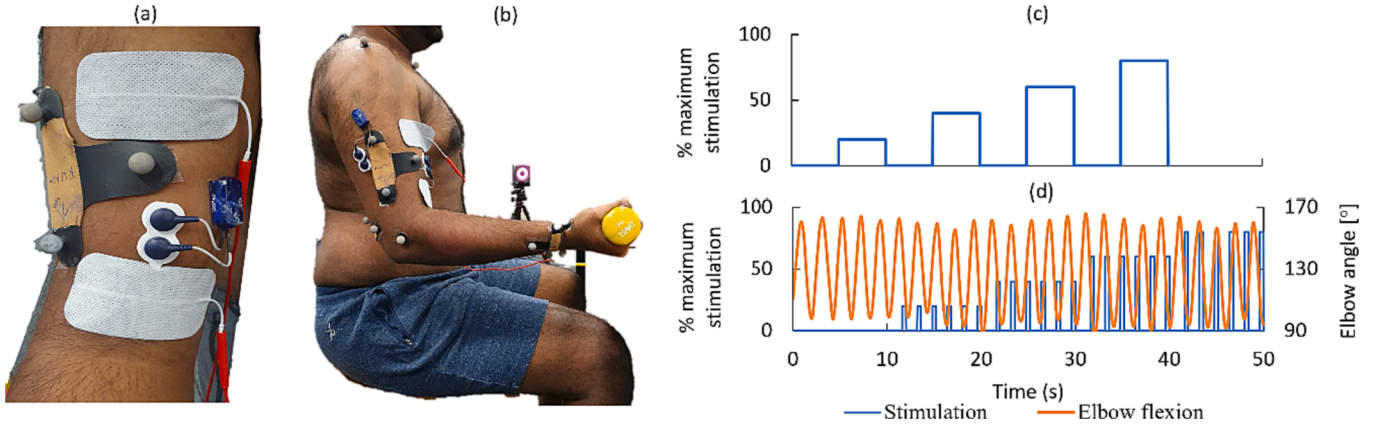 (a)
(b)
(c)
% maximum
stimulation
100
50
0
(d)
% maximum
stimulation
100
50
0
170
130
90
Elbow angle [°]
0 10 20 30 40 50
Time (s)
Stimulation Elbow flexion